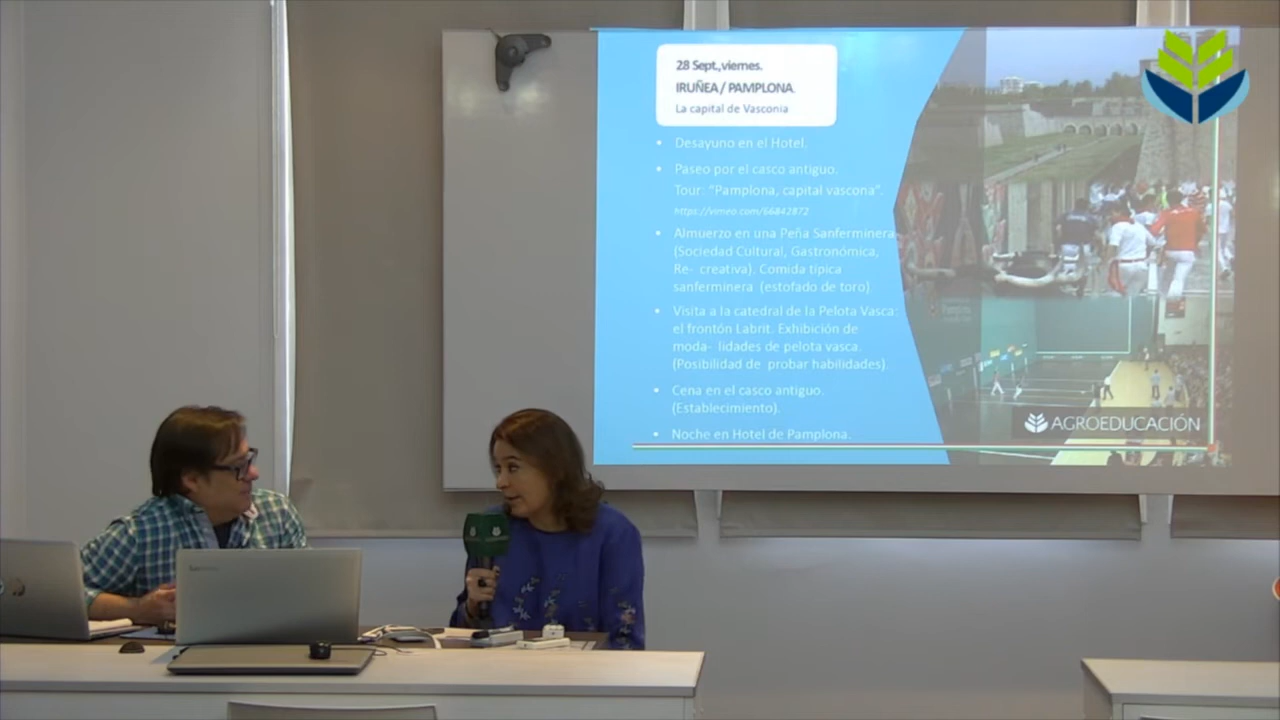 28 Sept.,viernes.
IRUÑEA / PAMPLONA.
La capital de Vasconia
• Desayuno en el Hotel.
• Paseo por el casco antiguo.
Tour: "Pamplona, capital vascona".
https://vimeo.com/66842872
• Almuerzo en una Peña Sanferminera
(Sociedad Cultural, Gastronómica,
Re- creativa). Comida típica
sanferminera (estofado de toro)
• Visita a la catedral de la Pelota Vasca:
el frontón Labrit. Exhibición de
moda- lidades de pelota vasca.
(Posibilidad de probar habilidades).
• Cena en el casco antiguo.
(Establecimiento).
• Noche en Hotel de Pamplona.
AGROEDUCACIÓN